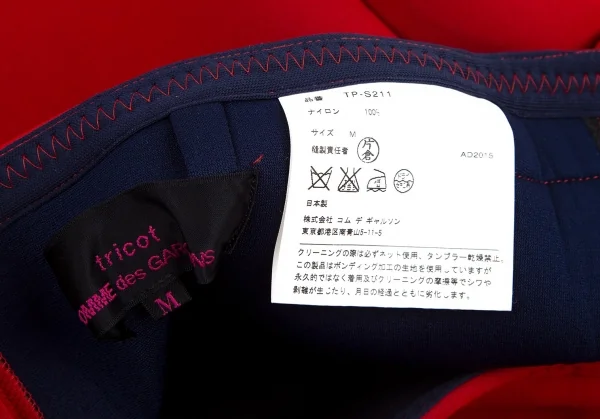 品番 TP-S211
ナイロン 100%
サイズ M
縫製責任者 片倉
AD2015
日本製
株式会社 コム デ ギャルソン
東京都港区南青山5-11-5
クリーニングの際は必ずネット使用、タンブラー乾燥禁止。
この製品はボンディング加工の生地を使用していますが
永久的ではなく着用及びクリーニングの摩擦等でシワや
剥離が生じたり、月日の経過とともに劣化します。
tricot
COMME des GARÇONS
M